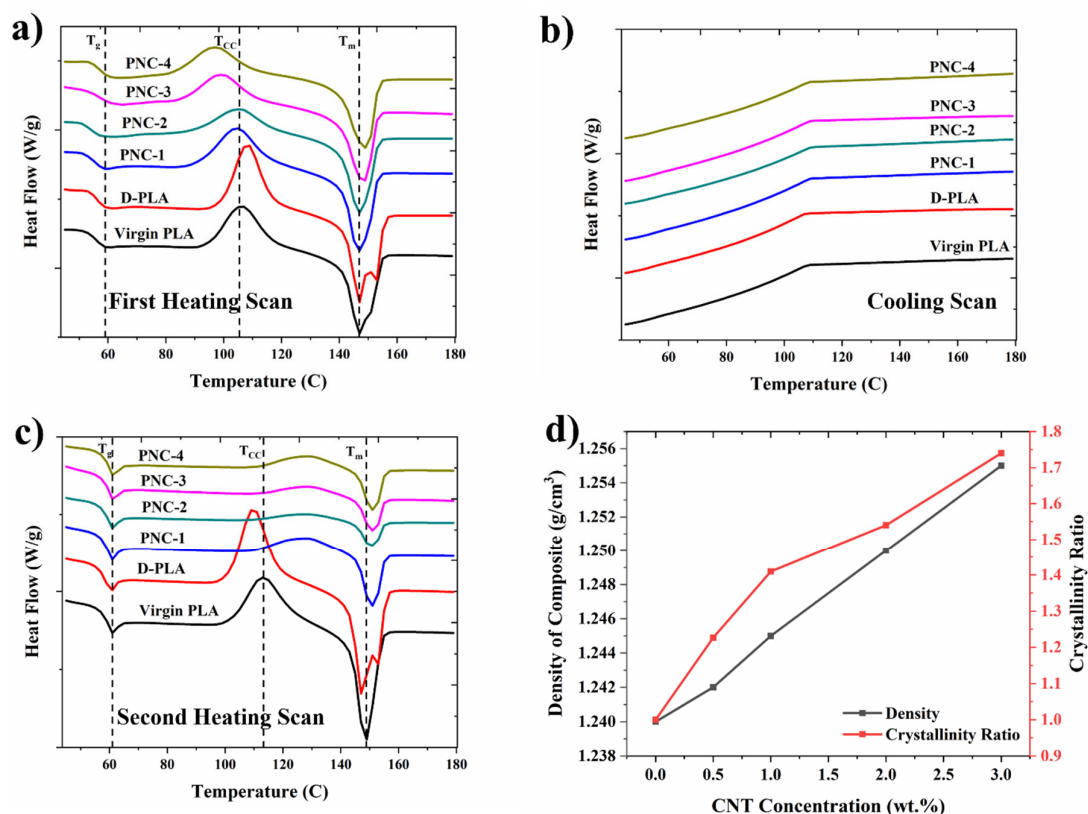 a)
Tg
TCC
Tm
PNC-4
PNC-3
PNC-2
PNC-1
D-PLA
Virgin PLA
First Heating Scan
Heat Flow (W/g)
60 80 100 120 140 160 180
Temperature (C)
b)
PNC-4
PNC-3
PNC-2
PNC-1
D-PLA
Virgin PLA
Cooling Scan
Heat Flow (W/g)
60 80 100 120 140 160 180
Temperature (C)
c)
Tg
TCC
Tm
PNC-4
PNC-3
PNC-2
PNC-1
D-PLA
Virgin PLA
Second Heating Scan
Heat Flow (W/g)
60 80 100 120 140 160 180
Temperature (C)
d)
Density of Composite (g/cm³)
1.256
1.254
1.252
1.250
1.248
1.245
1.244
1.242
1.240
1.238
1.8
1.7
1.6
1.5
1.4
1.3
1.2
1.1
1.0
0.9
Crystallinity Ratio
Density
Crystallinity Ratio
0.0 0.5 1.0 2.0 3.0
CNT Concentration (wt.%)